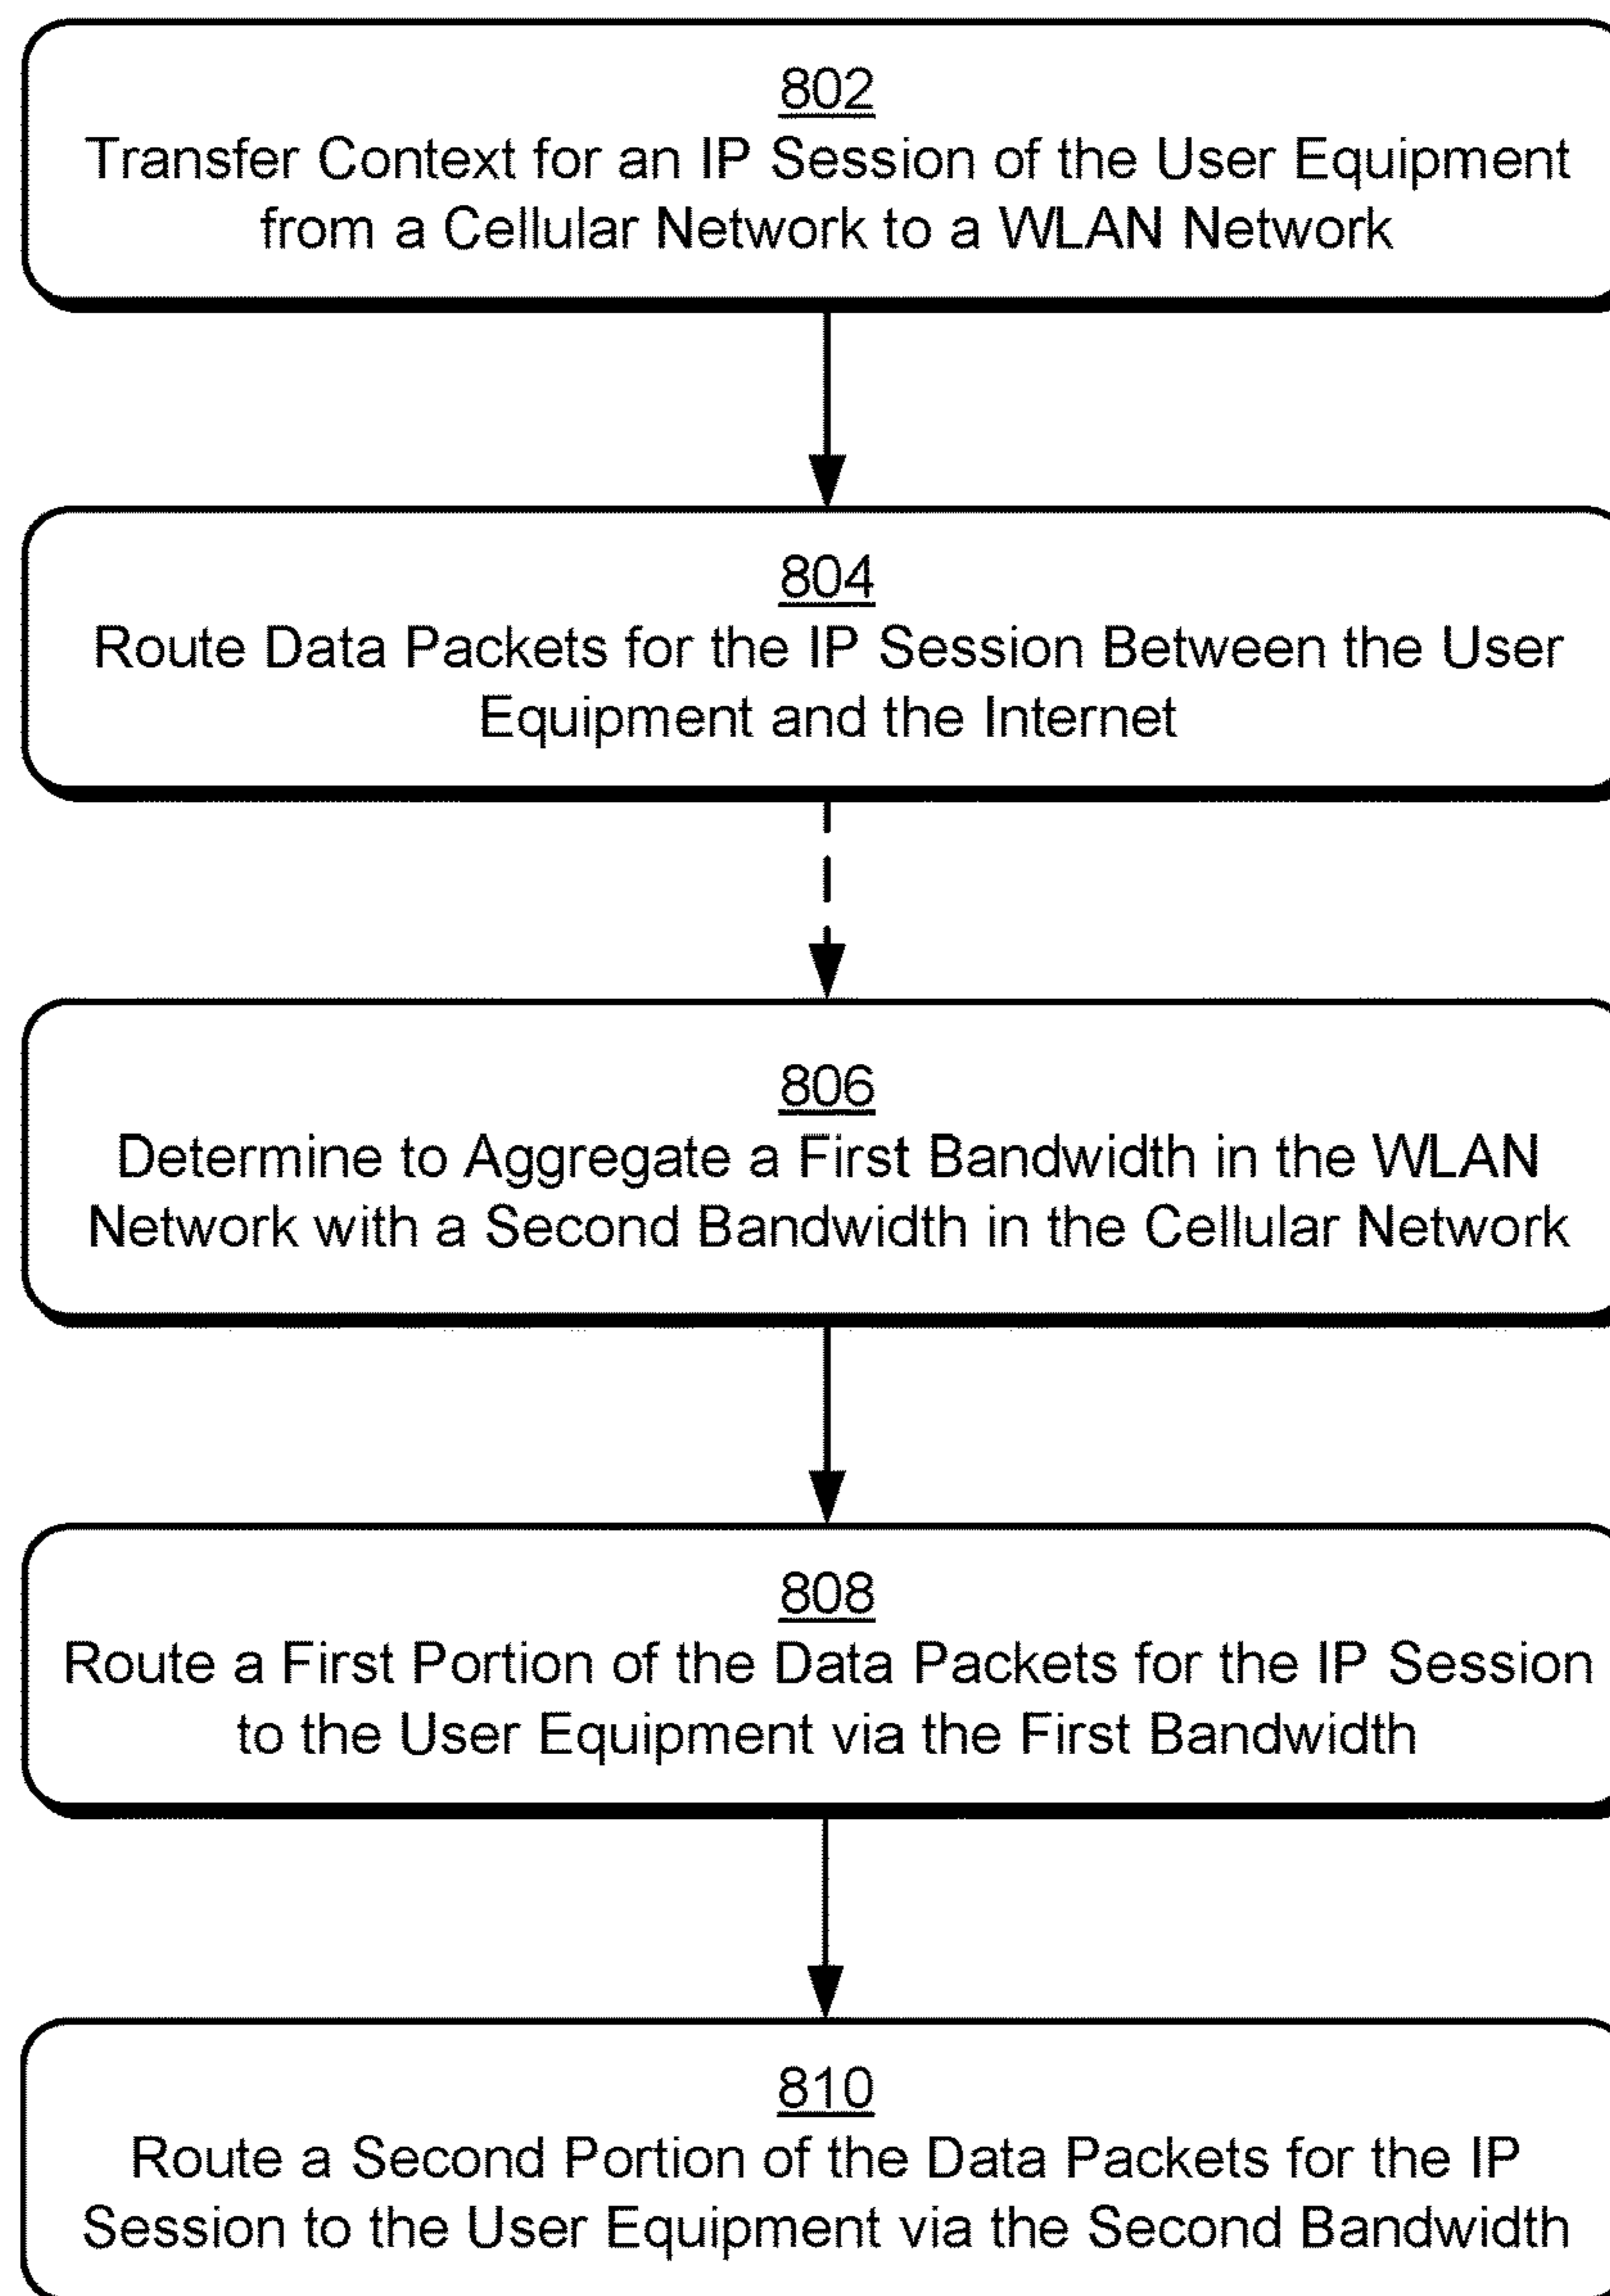 802
Transfer Context for an IP Session of the User Equipment
from a Cellular Network to a WLAN Network
804
Route Data Packets for the IP Session Between the User
Equipment and the Internet
806
Determine to Aggregate a First Bandwidth in the WLAN
Network with a Second Bandwidth in the Cellular Network
808
Route a First Portion of the Data Packets for the IP Session
to the User Equipment via the First Bandwidth
810
Route a Second Portion of the Data Packets for the IP
Session to the User Equipment via the Second Bandwidth